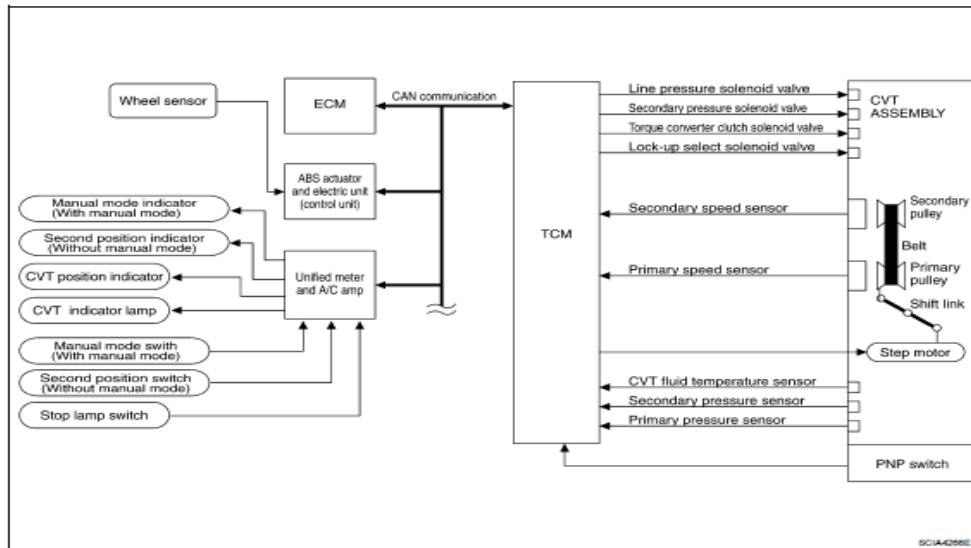 Wheel sensor
ECM
CAN communication
ABS actuator
and electric unit
(control unit)
Manual mode indicator
(With manual mode)
Second position indicator
(Without manual mode)
CVT position indicator
CVT indicator lamp
Unified meter
and A/C amp
Manual mode swith
(With manual mode)
Second position switch
(Without manual mode)
Stop lamp switch
TCM
Line pressure solenoid valve
Secondary pressure solenoid valve
Torque converter clutch solenoid valve
Lock-up select solenoid valve
Secondary speed sensor
Primary speed sensor
CVT fluid temperature sensor
Secondary pressure sensor
Primary pressure sensor
CVT
ASSEMBLY
Secondary
pulley
Belt
Primary
pulley
Shift link
Step motor
PNP switch
SCIA4266E